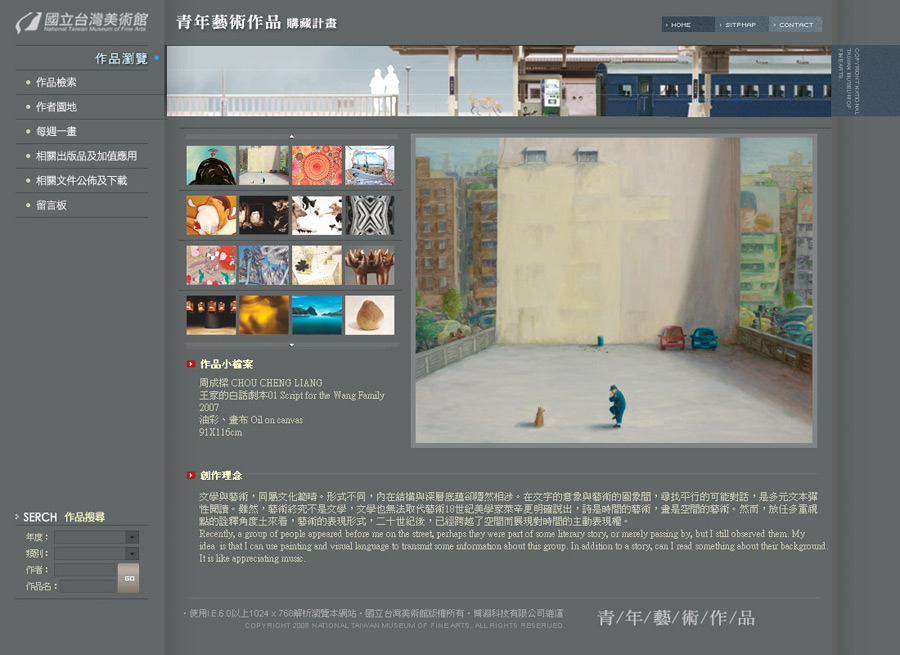 國立台灣美術館
National Taiwan Museum of Fine Arts
青年藝術作品 購藏計畫
HOME
SITEMAP
CONTACT
COPYRIGHT NATIONAL
TAIWAN MUSEUM OF
FINE ARTS
作品瀏覽
作品檢索
作者園地
每週一畫
相關出版品及加值應用
相關文件公佈及下載
留言板
作品小檔案
周成樑 CHOU CHENG LIANG
王家的白話劇本01 Script for the Wang Family
2007
油彩、畫布 Oil on canvas
91X116cm
創作理念
文學與藝術，同屬文化範疇。形式不同，內在結構與深層底蘊卻隱然相涉。在文字的意象與藝術的圖象間，尋找平行的可能對話，是多元文本彈
性閱讀。雖然，藝術終究不是文學，文學也無法取代藝術18世紀美學家萊辛更明確說出，詩是時間的藝術，畫是空間的藝術。然而，放任多重視
點的詮釋角度土來看，藝術的表現形式，二十世紀後，已經跨越了空間而展現對時間的主動表現權。
Recently, a group of people appeared before me on the street, perhaps they were part of some literary story, or merely passing by, but I still observed them. My
idea is that I can use painting and visual language to transmit some information about this group. In addition to a story, can I read something about their background.
It is like appreciating music.
SERCH 作品搜尋
年度：
類別：
作者：
作品名：
GO
使用I.E.6.0以上1024 x 768解析瀏覽本網站‧國立台灣美術館版權所有‧
COPYRIGHT 2008 NATIONAL TAIWAN MUSEUM OF FINE ARTS. ALL RIGHTS RESERUED.
青/年/藝/術/作/品